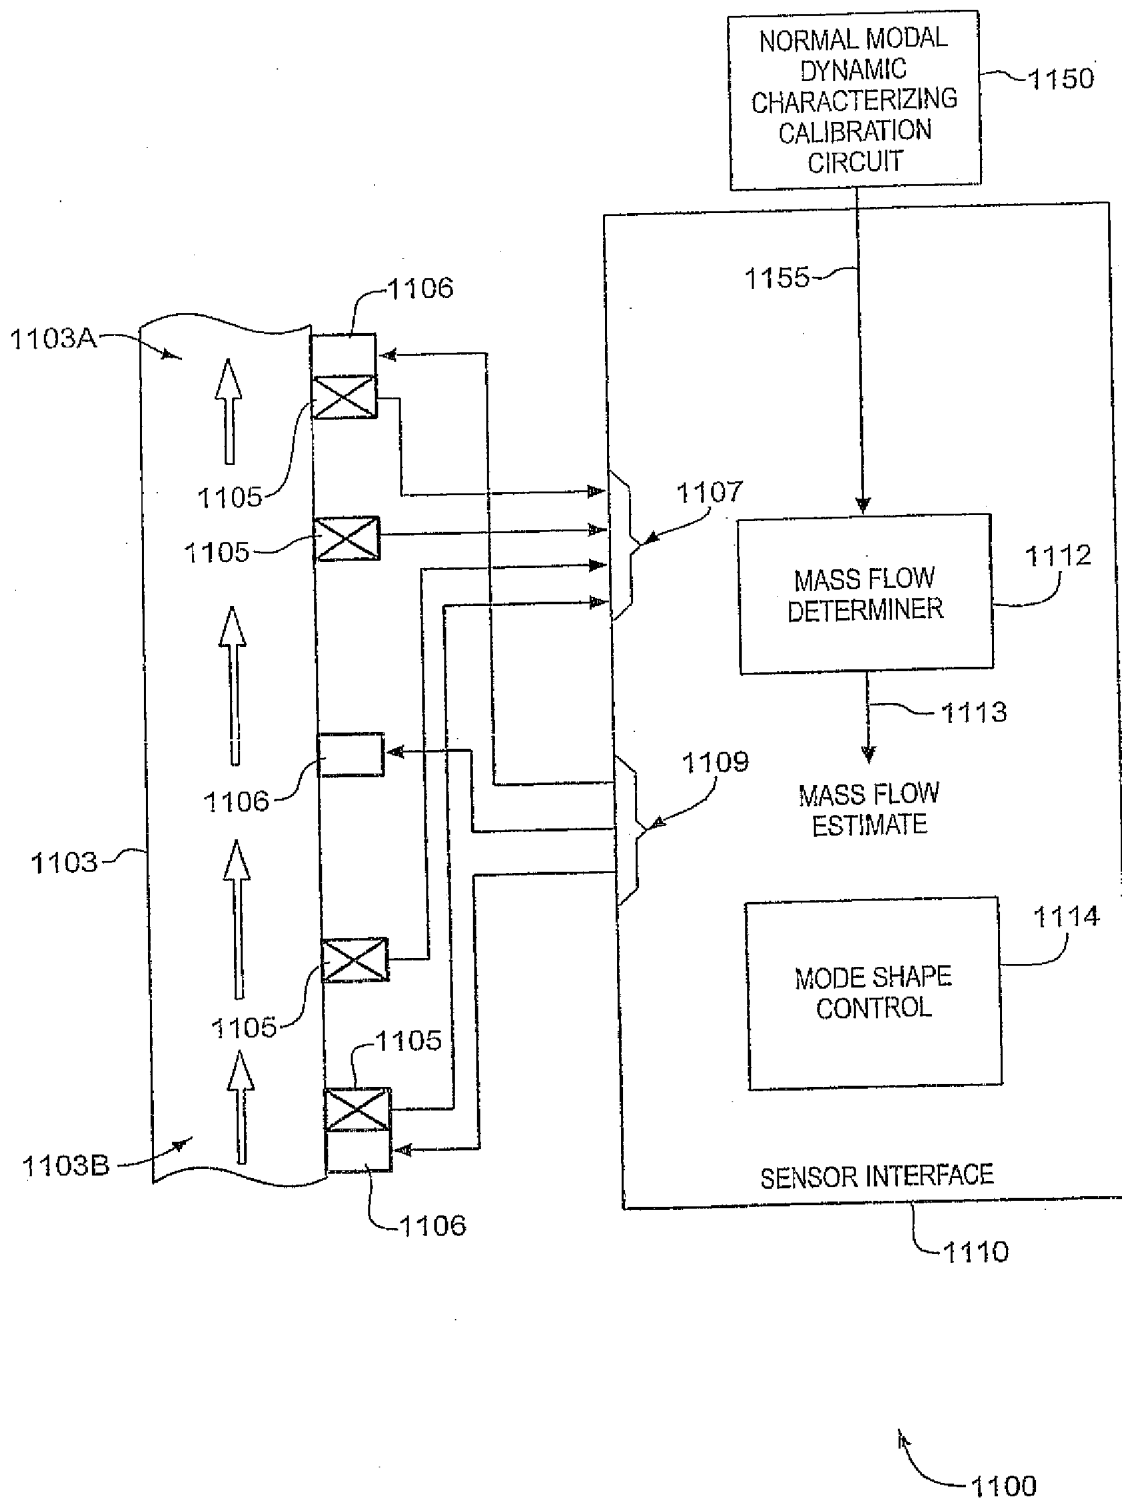 NORMAL MODAL
DYNAMIC
CHARACTERIZING
CALIBRATION
CIRCUIT
1150
1155
1106
1103A
1105
1107
1105
MASS FLOW
DETERMINER
1112
1113
1109
1106
MASS FLOW
ESTIMATE
1103
1114
MODE SHAPE
CONTROL
1105
1105
1103B
SENSOR INTERFACE
1106
1110
1100